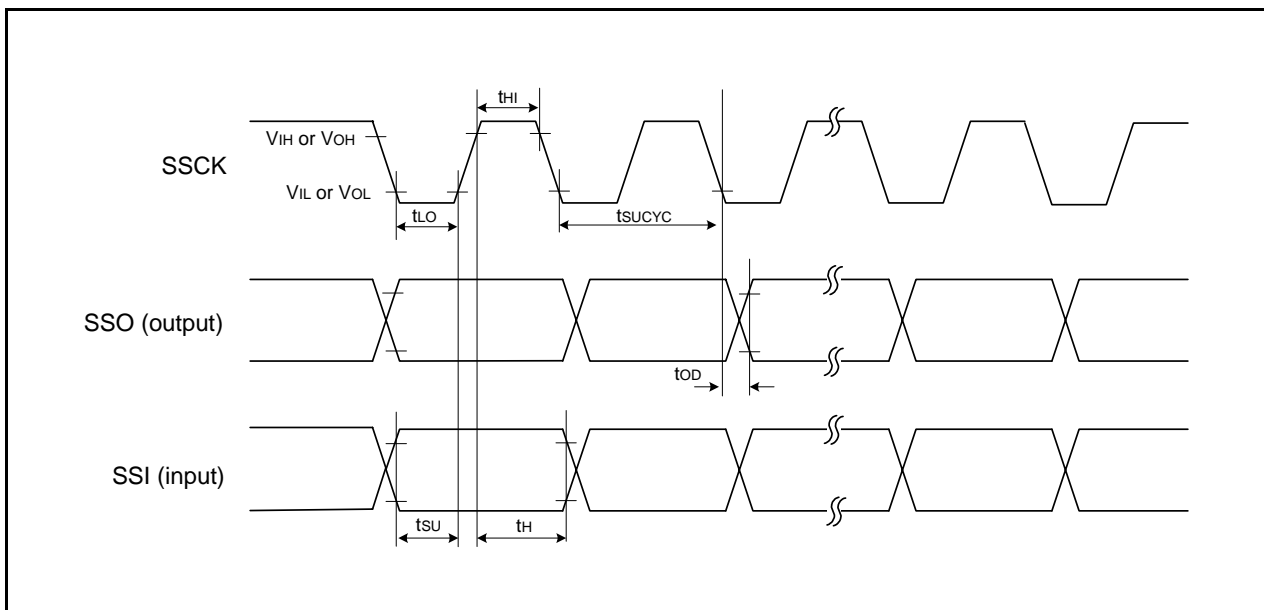 tHI
VIH or VOH
SSCK
VIL or VOL
tLO
tSUCYC
SSO (output)
tOD
SSI (input)
tSU
tH